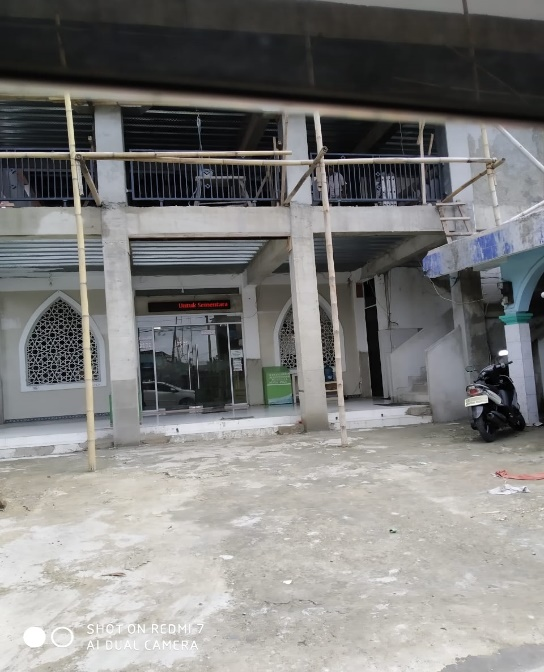 Untuk Sementara
SHOT ON REDMI 7
AI DUAL CAMERA